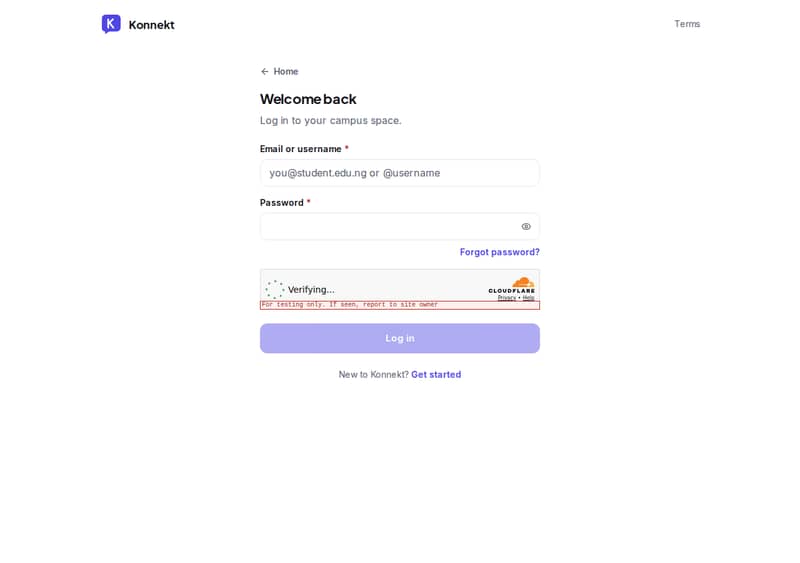 Konnekt
Terms
← Home
Welcome back
Log in to your campus space.
Email or username *
you@student.edu.ng or @username
Password *
Forgot password?
Verifying...
CLOUDFLARE
Privacy • Help
For testing only. If seen, report to site owner
Log in
New to Konnekt? Get started